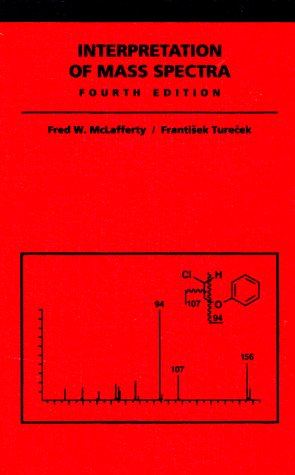 INTERPRETATION
OF MASS SPECTRA
FOURTH EDITION
Fred W. McLafferty / František Tureček
Cl
H
O
107
94
94
107
156